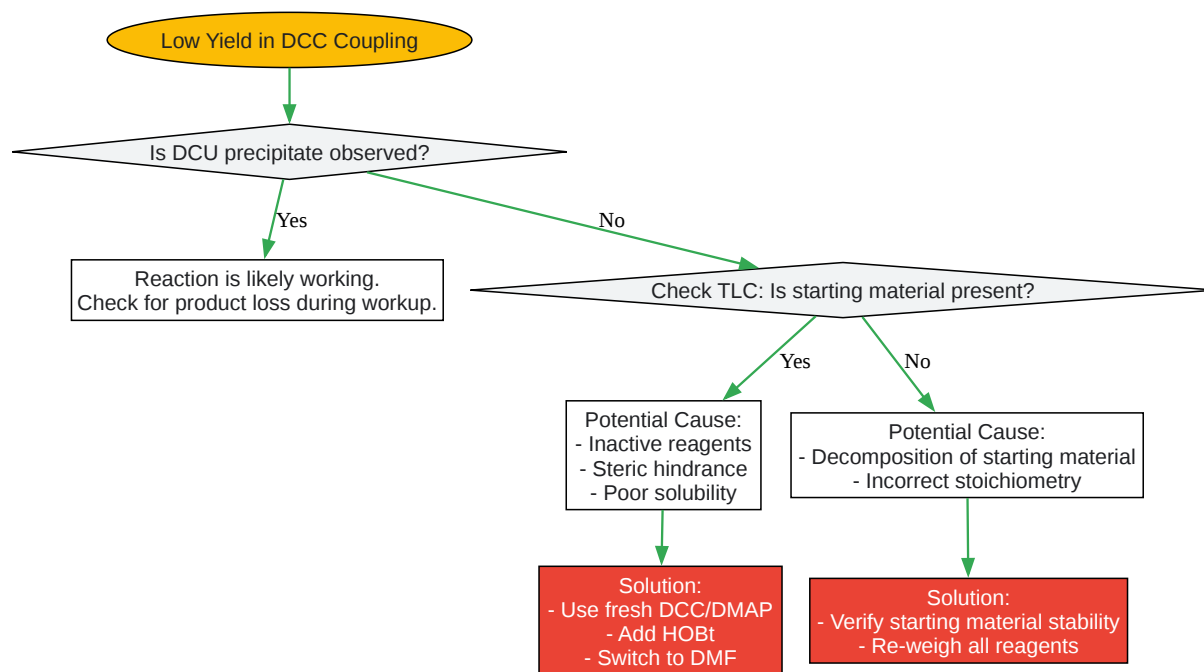 Low Yield in DCC Coupling
Is DCU precipitate observed?
Yes
No
Reaction is likely working.
Check for product loss during workup.
Check TLC: Is starting material present?
Yes
No
Potential Cause:
- Inactive reagents
- Steric hindrance
- Poor solubility
Potential Cause:
- Decomposition of starting material
- Incorrect stoichiometry
Solution:
- Use fresh DCC/DMAP
- Add HOBt
- Switch to DMF
Solution:
- Verify starting material stability
- Re-weigh all reagents